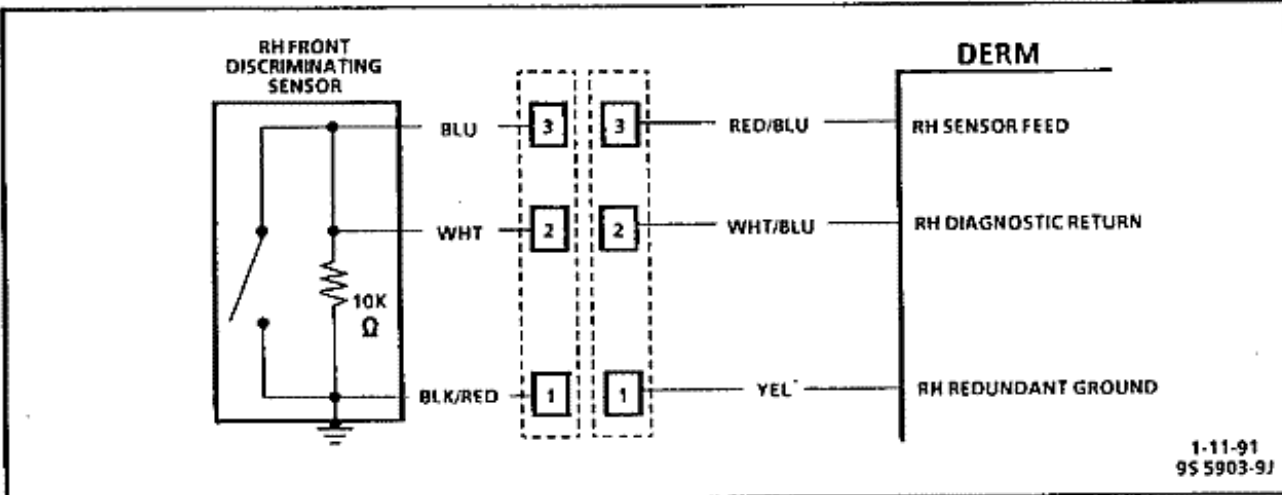 RH FRONT
DISCRIMINATING
SENSOR
DERM
BLU
3
3
RED/BLU
RH SENSOR FEED
WHT
2
2
WHT/BLU
RH DIAGNOSTIC RETURN
10K
Ω
BLK/RED
1
1
YEL
RH REDUNDANT GROUND
1-11-91
9S 5903-9J